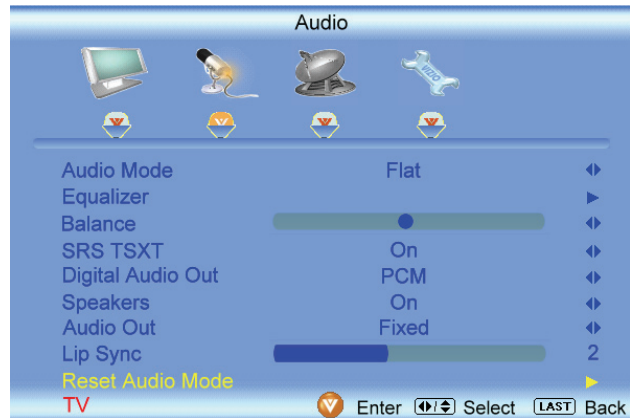 Audio
VIZIO
Audio Mode Flat
Equalizer
Balance
SRS TSXT On
Digital Audio Out PCM
Speakers On
Audio Out Fixed
Lip Sync 2
Reset Audio Mode
TV Enter Select LAST Back